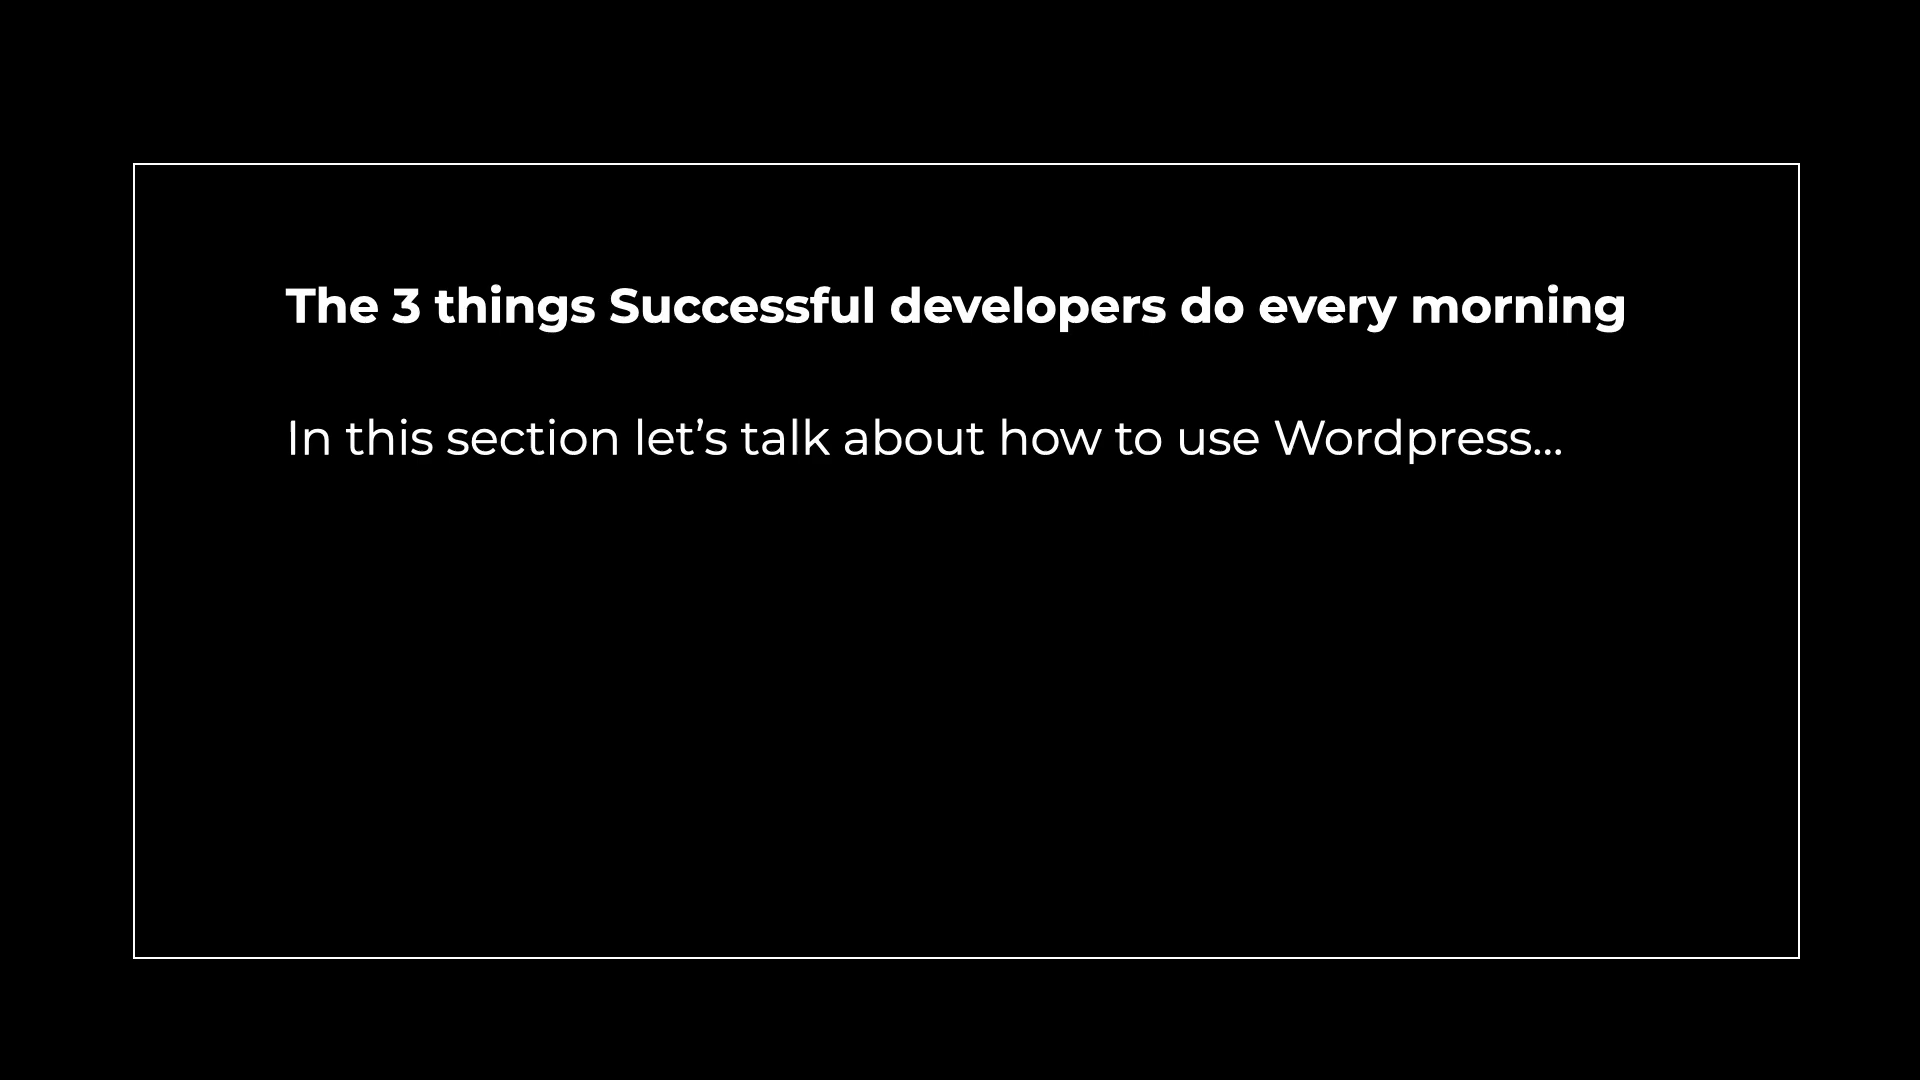 The 3 things Successful developers do every morning
In this section let’s talk about how to use Wordpress...